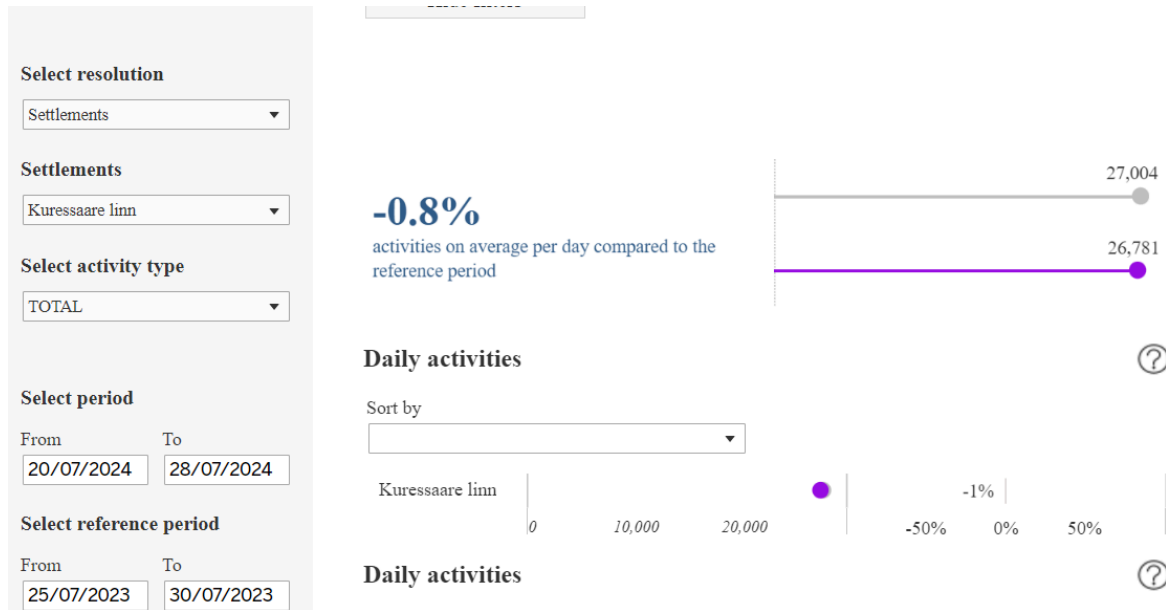 Select resolution
Settlements
Settlements
Kuressaare linn
Select activity type
TOTAL
Select period
From To
20/07/2024 28/07/2024
Select reference period
From To
25/07/2023 30/07/2023
27,004
-0.8%
activities on average per day compared to the
reference period
26,781
Daily activities
?
Sort by
Kuressaare linn
-1%
0 10,000 20,000
-50% 0% 50%
Daily activities
?